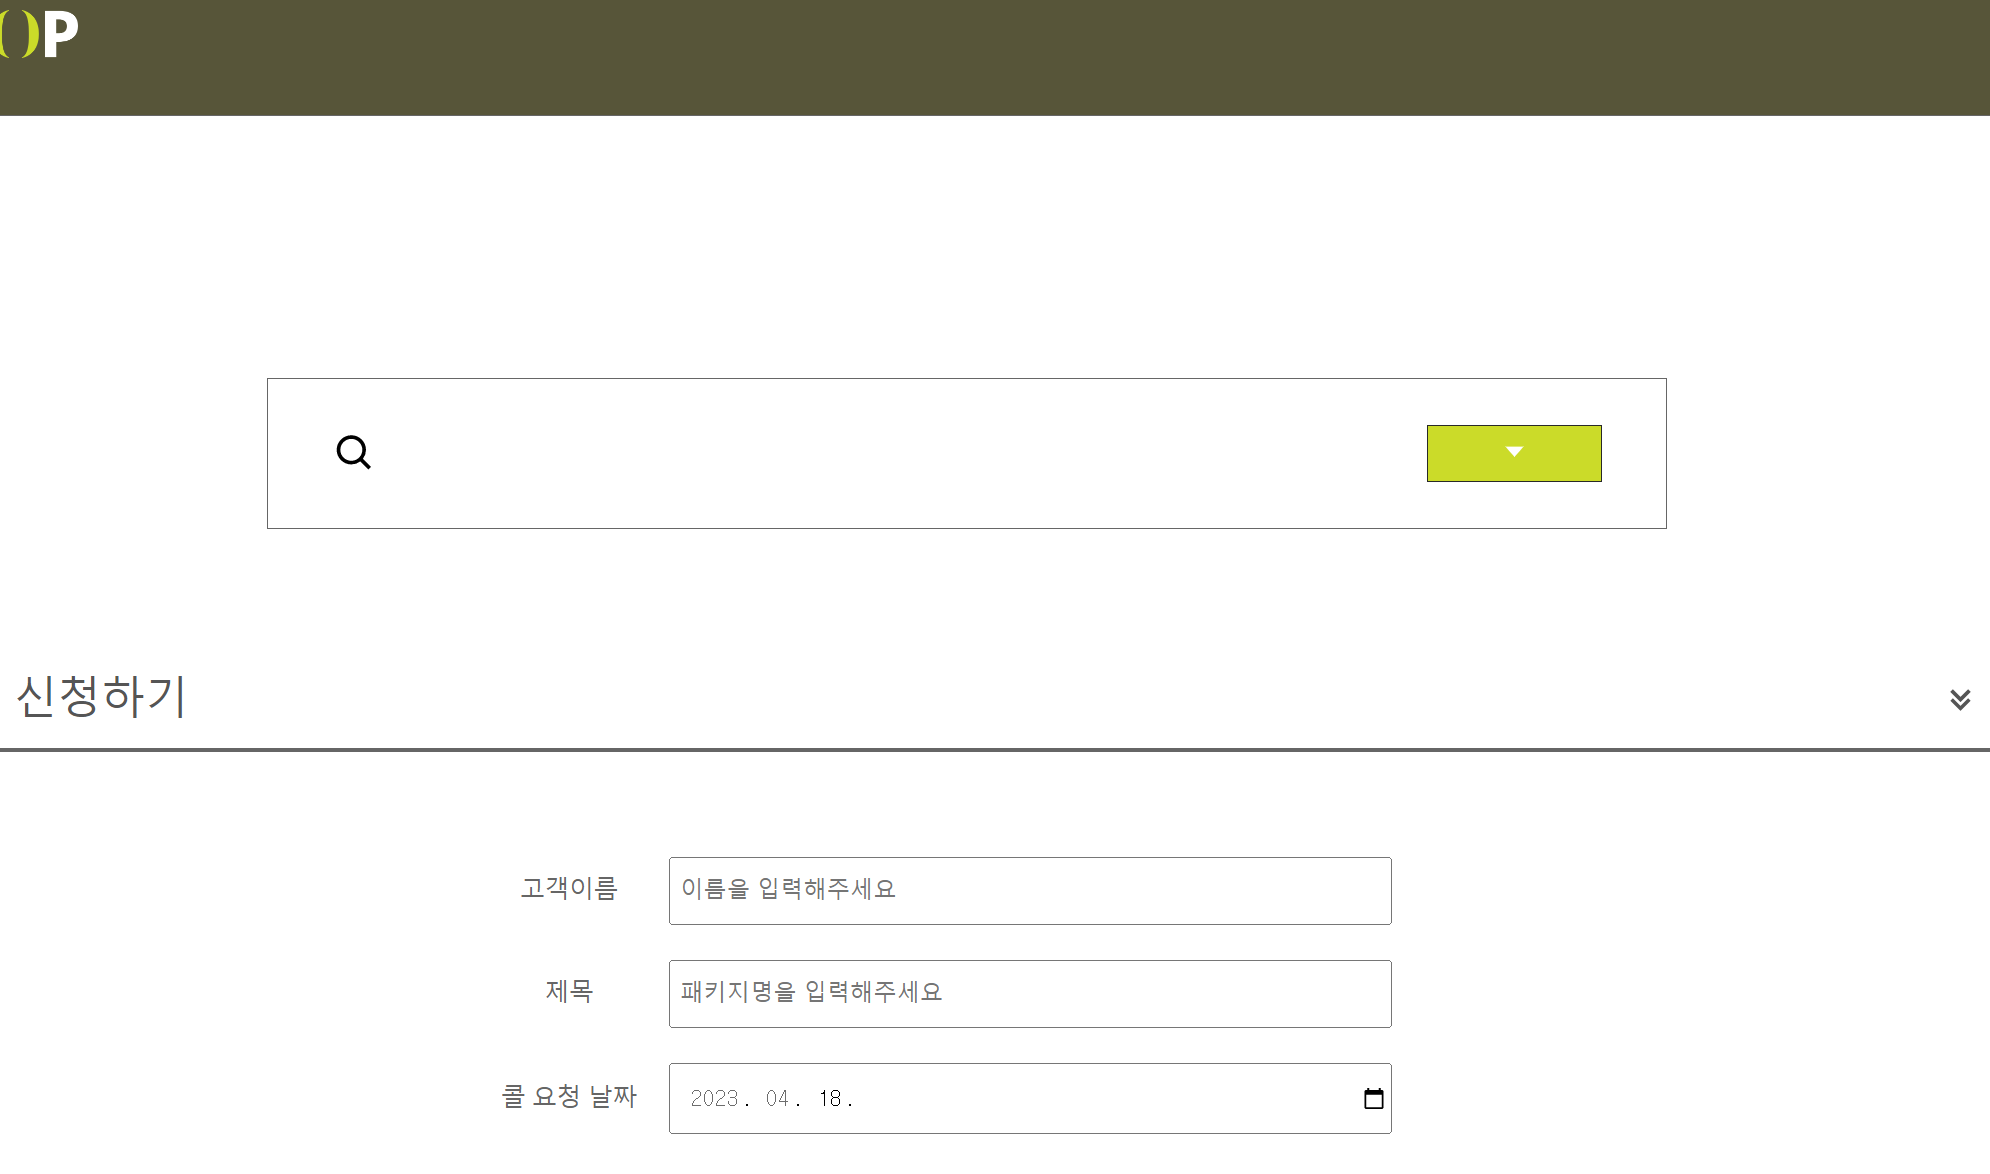 ()P
신청하기
고객이름
이름을 입력해주세요
제목
패키지명을 입력해주세요
콜 요청 날짜
2023. 04. 18.